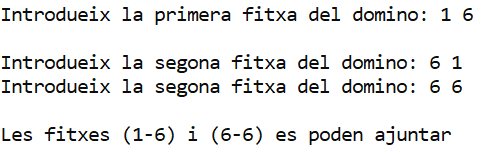 Introdueix la primera fitxa del domino: 1 6
Introdueix la segona fitxa del domino: 6 1
Introdueix la segona fitxa del domino: 6 6
Les fitxes (1-6) i (6-6) es poden ajuntar